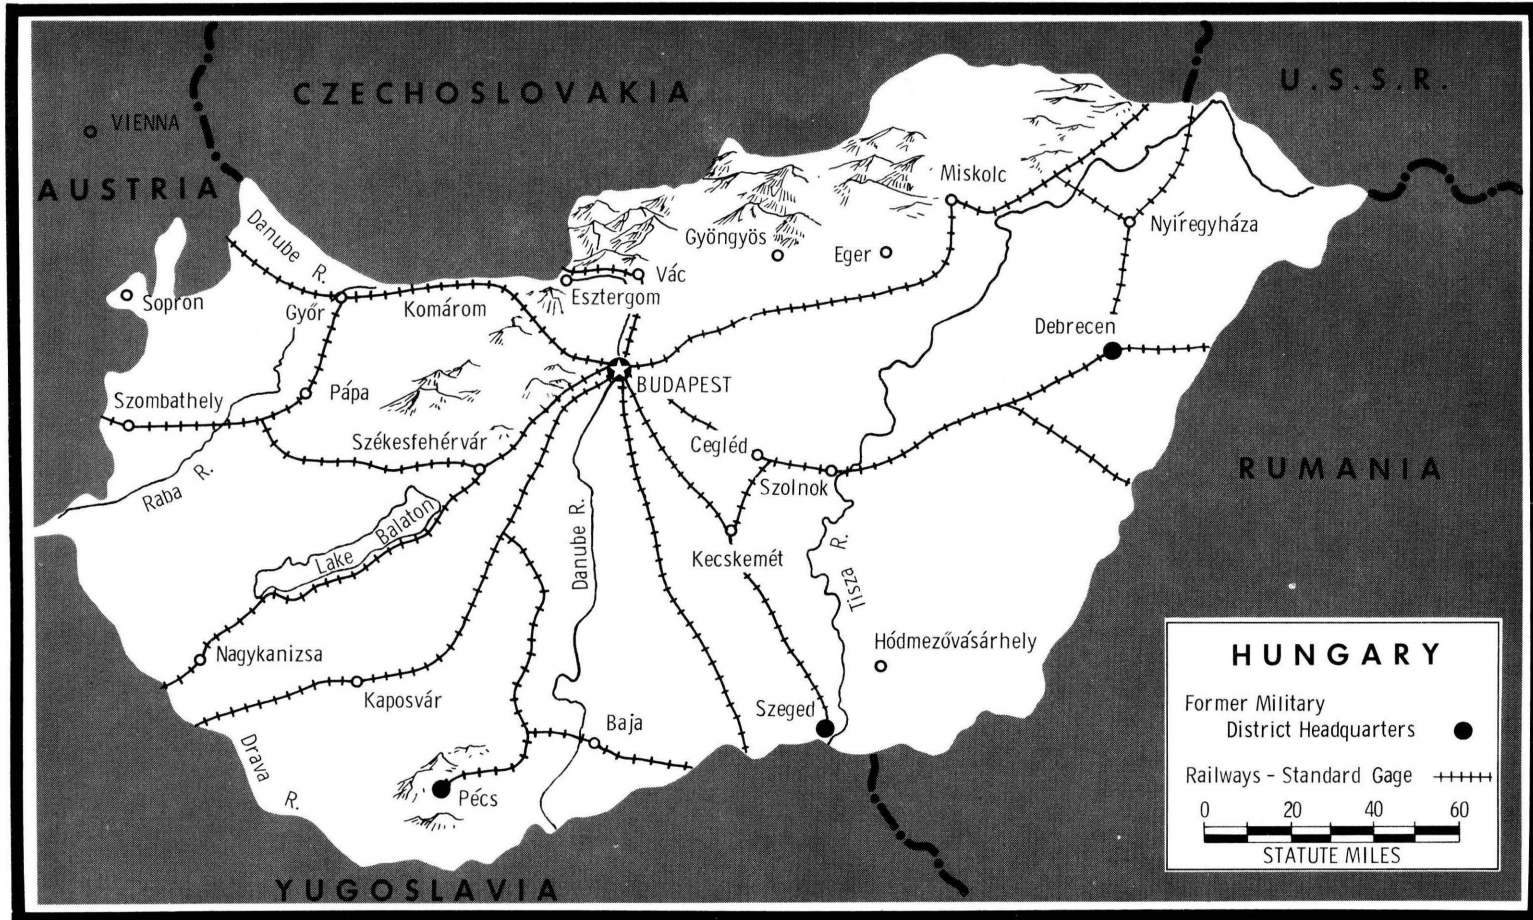 CZECHOSLOVAKIA
U.S.S.R.
VIENNA
AUSTRIA
Miskolc
Danube R.
Gyöngyös
Eger
Nyíregyháza
Vác
Sopron
Győr
Komárom
Esztergom
Debrecen
BUDAPEST
Szombathely
Pápa
Székesfehérvár
Cegléd
Szolnok
RUMANIA
Raba R.
Lake Balaton
Danube R.
Kecskemét
Tisza R.
Hódmezővásárhely
Nagykanizsa
Kaposvár
Szeged
Baja
Drava R.
Pécs
YUGOSLAVIA
HUNGARY
Former Military
District Headquarters
Railways - Standard Gage
0 20 40 60
STATUTE MILES